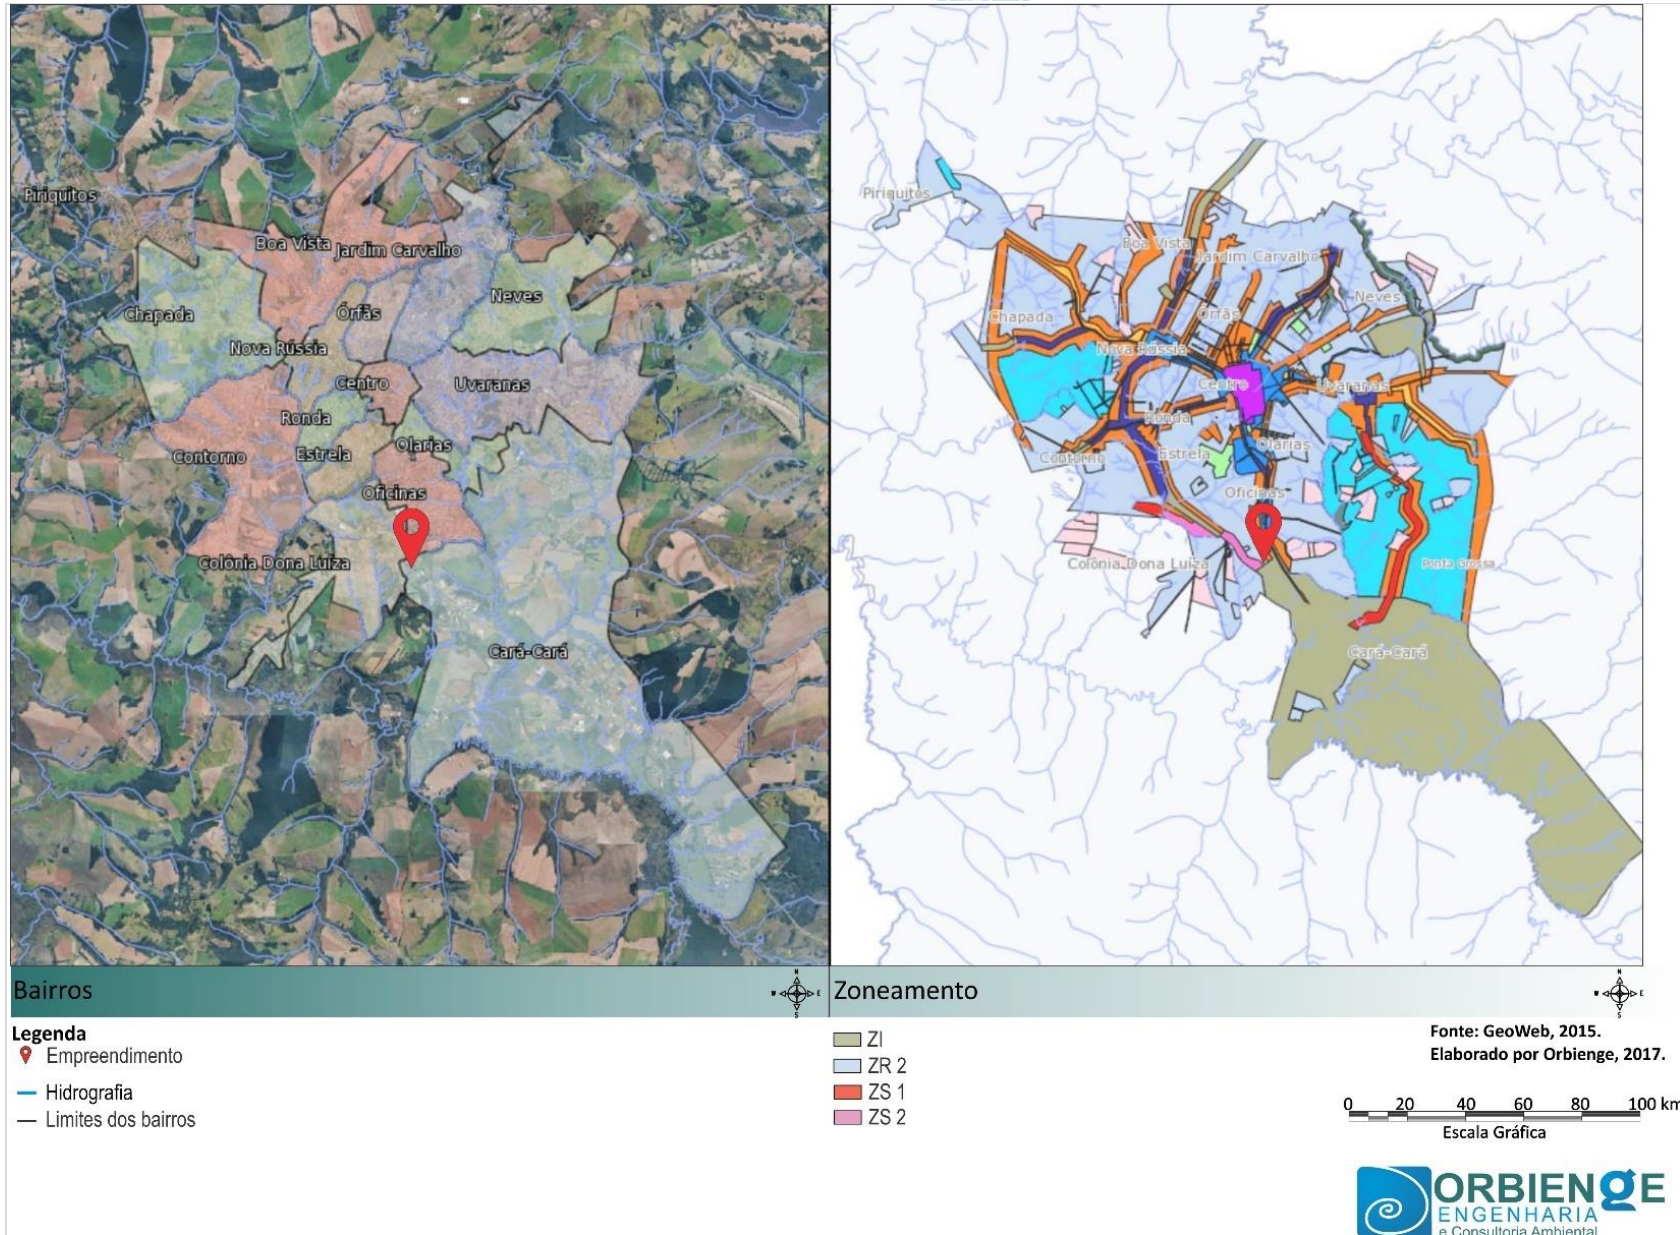 Piriquitos
Boa Vista
Jardim Carvalho
Neves
Chapada
Órfãs
Nova Rússia
Centro
Uvaranas
Ronda
Olarias
Contorno
Estrela
Oficinas
Colônia Dona Luíza
Cará-Cará
Piriquitos
Boa Vista
Jardim Carvalho
Neves
Chapada
Órfãs
Nova Rússia
Centro
Uvaranas
Ronda
Olarias
Contorno
Estrela
Oficinas
Colônia Dona Luíza
Ponta Grossa
Cará-Cará
Bairros
N
W E
S
Zoneamento
N
W E
S
Legenda
Empreendimento
Hidrografia
Limites dos bairros
ZI
ZR 2
ZS 1
ZS 2
Fonte: GeoWeb, 2015.
Elaborado por Orbienge, 2017.
0 20 40 60 80 100 km
Escala Gráfica
ORBIENGE
ENGENHARIA
e Consultoria Ambiental